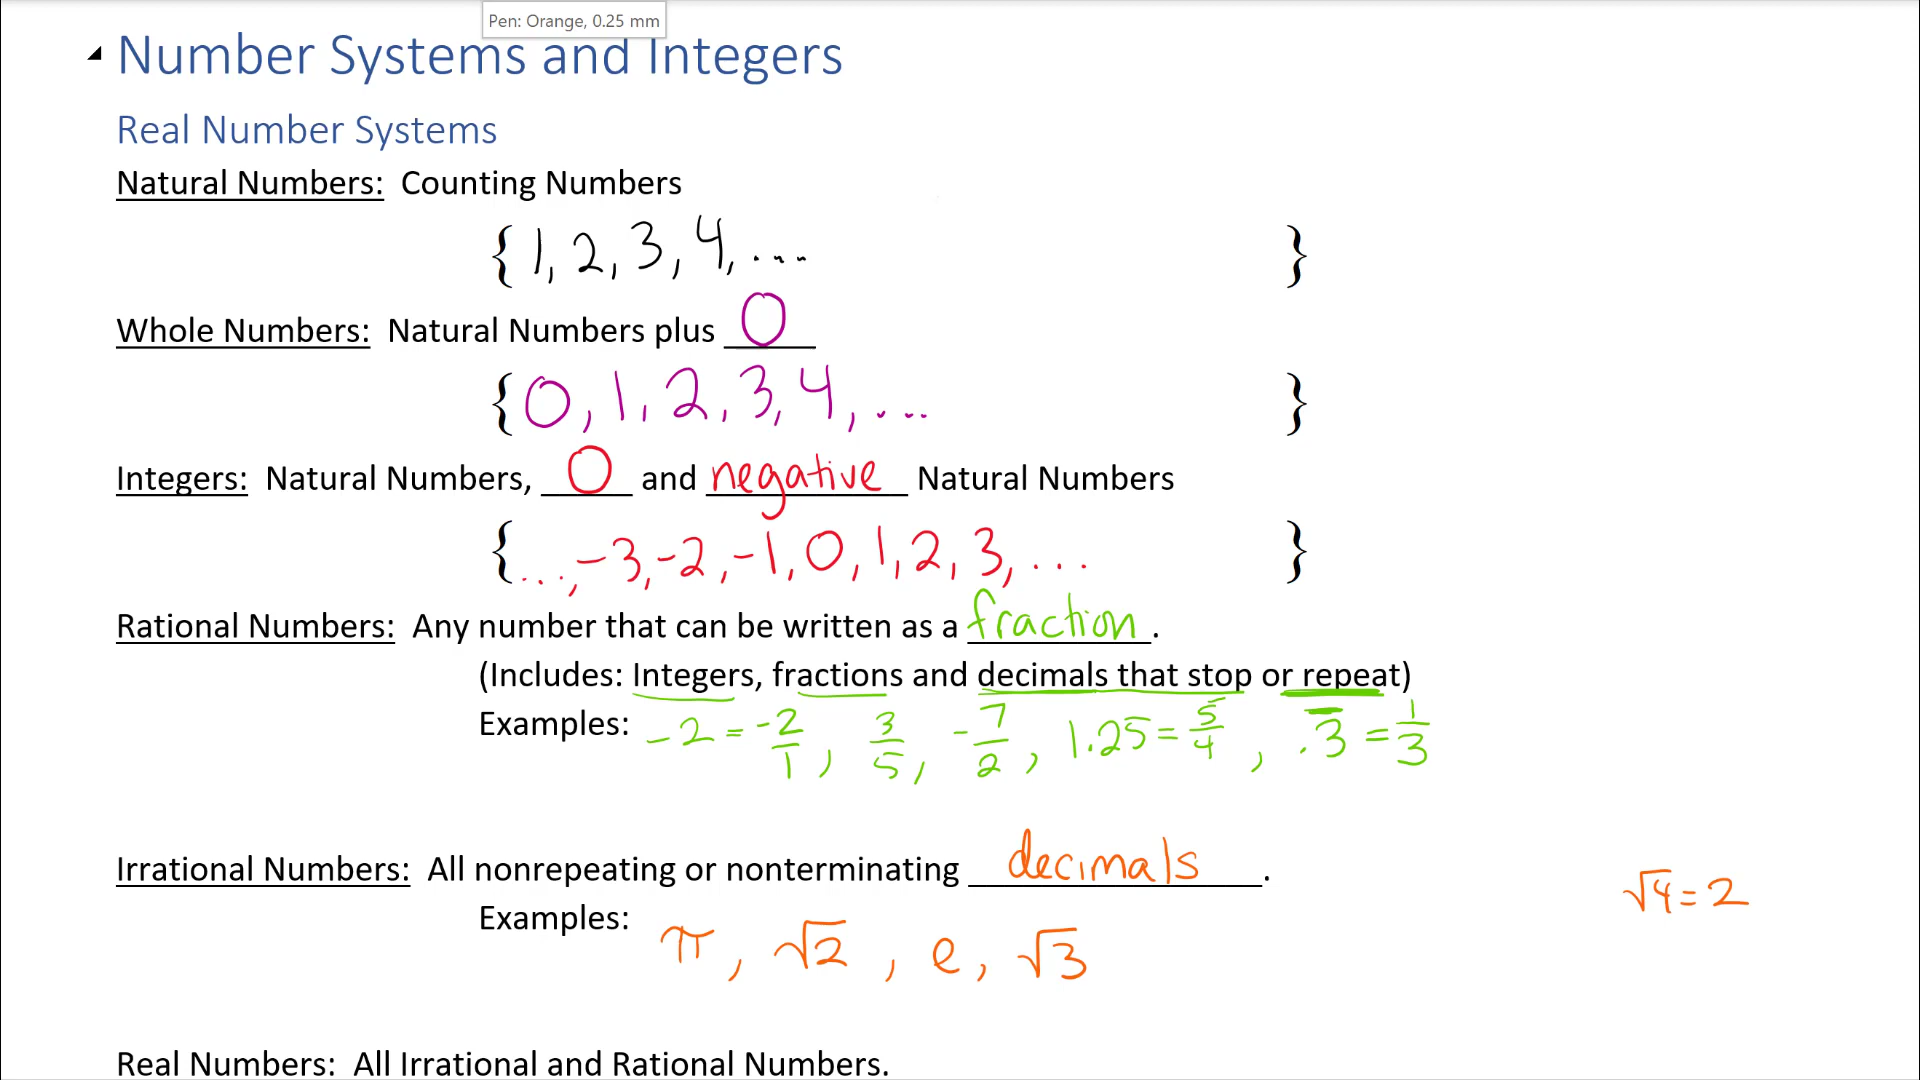 Pen: Orange, 0.25 mm
Number Systems and Integers
Real Number Systems
Natural Numbers: Counting Numbers
{ 1, 2, 3, 4, ... }
Whole Numbers: Natural Numbers plus 0
{ 0, 1, 2, 3, 4, ... }
Integers: Natural Numbers, 0 and negative Natural Numbers
{ ..., -3, -2, -1, 0, 1, 2, 3, ... }
Rational Numbers: Any number that can be written as a fraction.
(Includes: Integers, fractions and decimals that stop or repeat)
Examples: -2 = -2/1, 3/5, -7/2, 1.25 = 5/4, .3̅ = 1/3
Irrational Numbers: All nonrepeating or nonterminating decimals.
√4 = 2
Examples: π, √2, e, √3
Real Numbers: All Irrational and Rational Numbers.